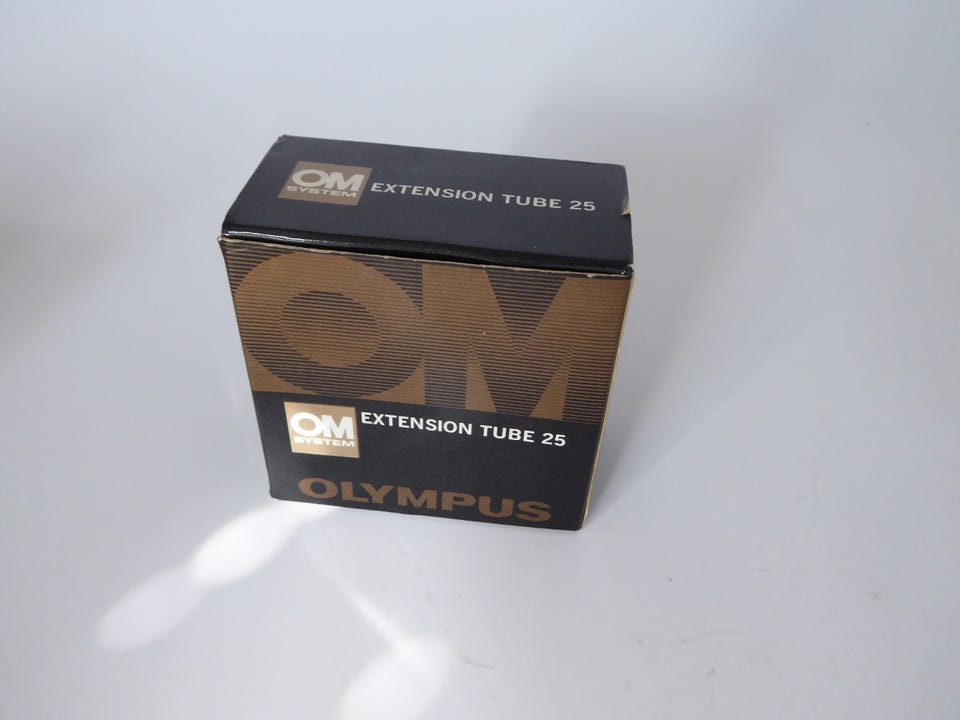 OM
SYSTEM
EXTENSION TUBE 25
OM
OM
SYSTEM
EXTENSION TUBE 25
OLYMPUS